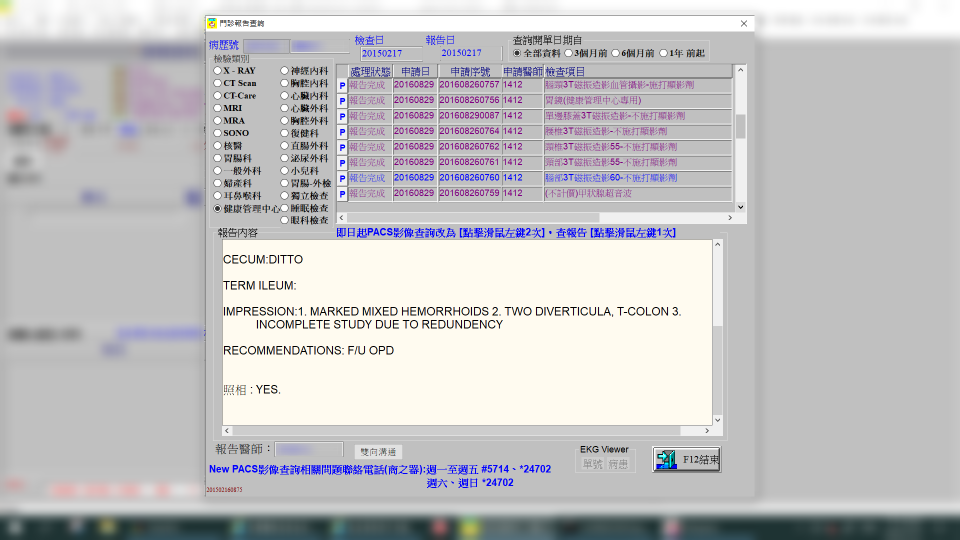 門診報告查詢
病歷號
檢查日
20150217
報告日
20150217
查詢開單日期自
全部資料 3個月前 6個月前 1年 前起
檢驗類別
X - RAY 神經內科
CT Scan 胸腔內科
CT-Care 心臟內科
MRI 心臟外科
MRA 胸腔外科
SONO 復健科
核醫 直腸外科
胃腸科 泌尿外科
一般外科 小兒科
婦產科 胃腸-外檢
耳鼻喉科 獨立檢查
健康管理中心 睡眠檢查
眼科檢查
處理狀態 申請日 申請序號 申請醫師 檢查項目
P 報告完成 20160829 201608260757 1412 腦頸3T磁振造影血管攝影-施打顯影劑
P 報告完成 20160829 201608260756 1412 胃鏡(健康管理中心專用)
P 報告完成 20160829 201608290087 1412 單邊膝蓋3T磁振造影-不施打顯影劑
P 報告完成 20160829 201608260764 1412 腰椎3T磁振造影-不施打顯影劑
P 報告完成 20160829 201608260762 1412 頸椎3T磁振造影55-不施打顯影劑
P 報告完成 20160829 201608260761 1412 頸部3T磁振造影55-不施打顯影劑
P 報告完成 20160829 201608260760 1412 腦部3T磁振造影60-不施打顯影劑
P 報告完成 20160829 201608260759 1412 (不計價)甲狀腺超音波
報告內容
即日起PACS影像查詢改為 [點擊滑鼠左鍵2次]，查報告 [點擊滑鼠左鍵1次]
CECUM:DITTO
TERM ILEUM:
IMPRESSION:1. MARKED MIXED HEMORRHOIDS 2. TWO DIVERTICULA, T-COLON 3.
INCOMPLETE STUDY DUE TO REDUNDENCY
RECOMMENDATIONS: F/U OPD
照相 : YES.
報告醫師：
雙向溝通
EKG Viewer
單號 病患
F12結束
New PACS影像查詢相關問題聯絡電話(商之器):週一至週五 #5714、*24702
週六、週日 *24702
201502160875